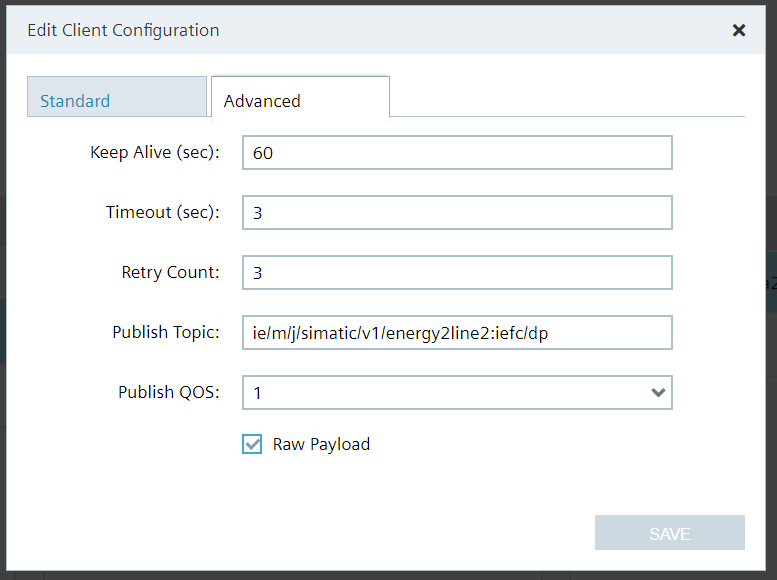 Edit Client Configuration
Standard
Advanced
Keep Alive (sec): 60
Timeout (sec): 3
Retry Count: 3
Publish Topic: ie/m/j/simatic/v1/energy2line2:iefc/dp
Publish QOS: 1
Raw Payload
SAVE